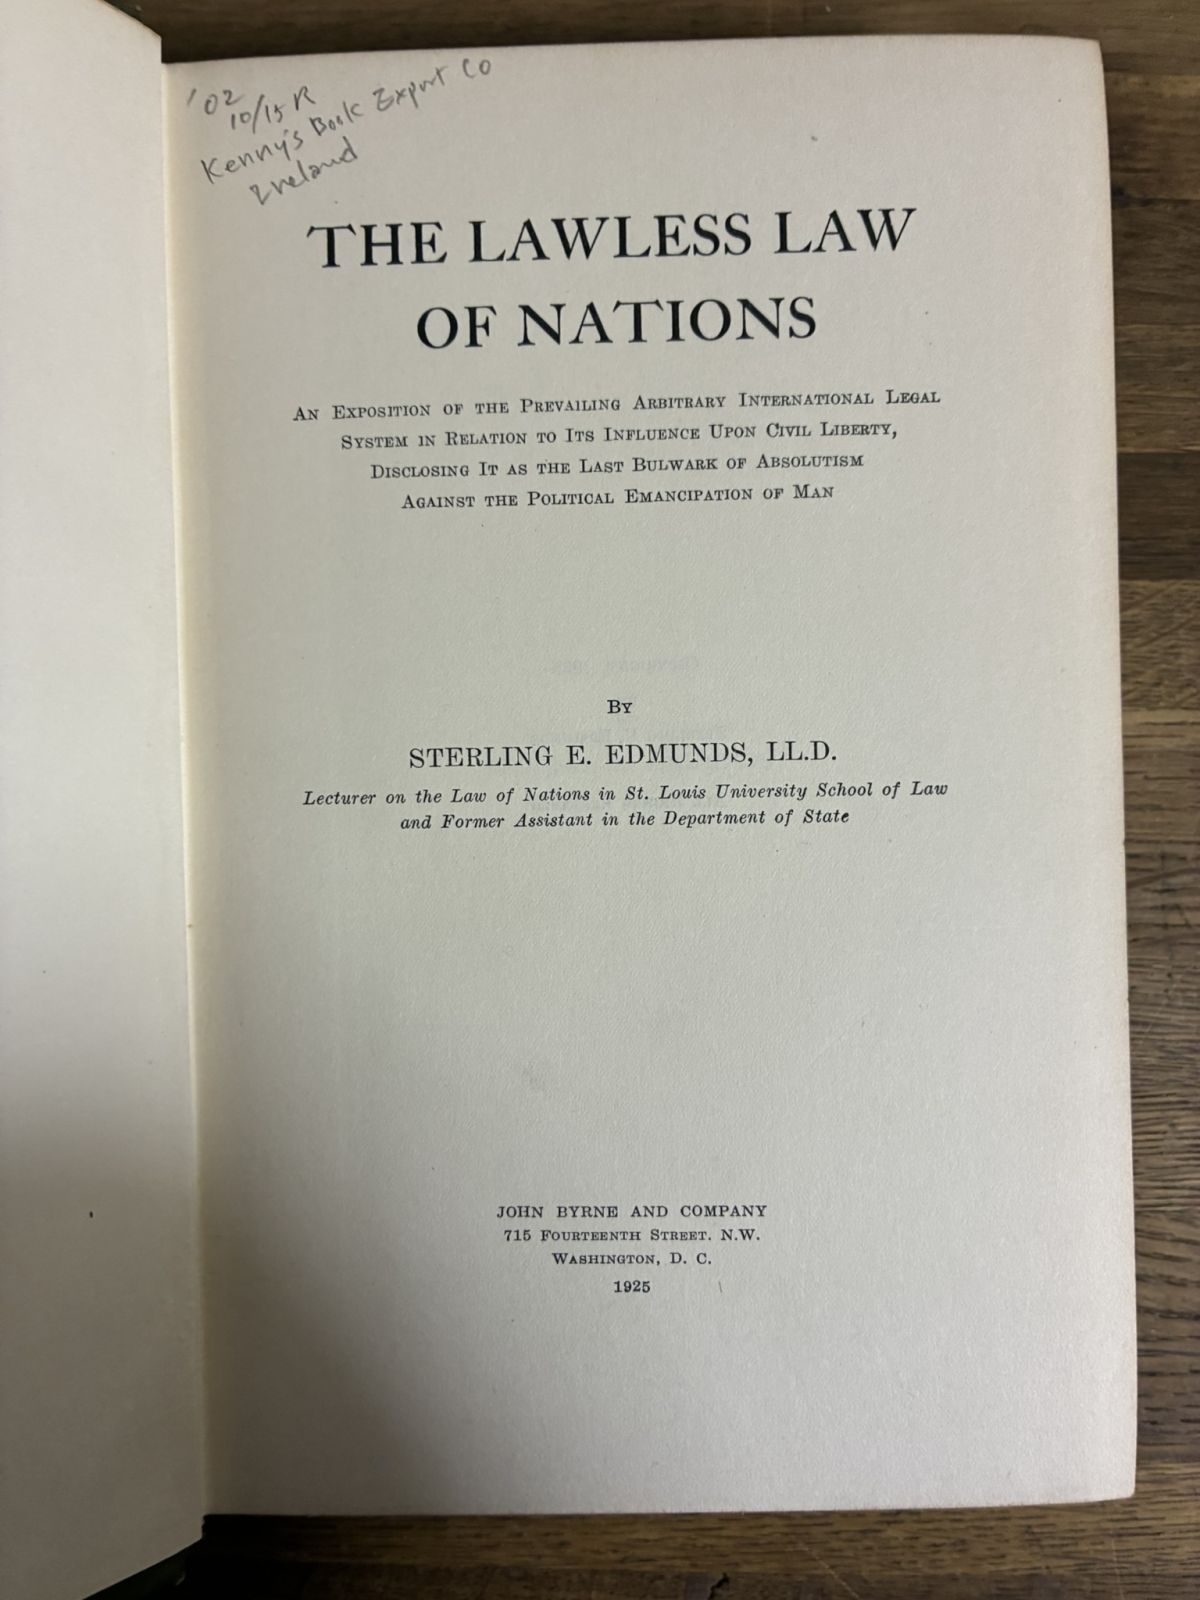 '02
10/15 R
Kenny's Book Export Co
Ireland
THE LAWLESS LAW
OF NATIONS
An Exposition of the Prevailing Arbitrary International Legal
System in Relation to Its Influence Upon Civil Liberty,
Disclosing It as the Last Bulwark of Absolutism
Against the Political Emancipation of Man
By
STERLING E. EDMUNDS, LL.D.
Lecturer on the Law of Nations in St. Louis University School of Law
and Former Assistant in the Department of State
JOHN BYRNE AND COMPANY
715 Fourteenth Street. N.W.
Washington, D. C.
1925